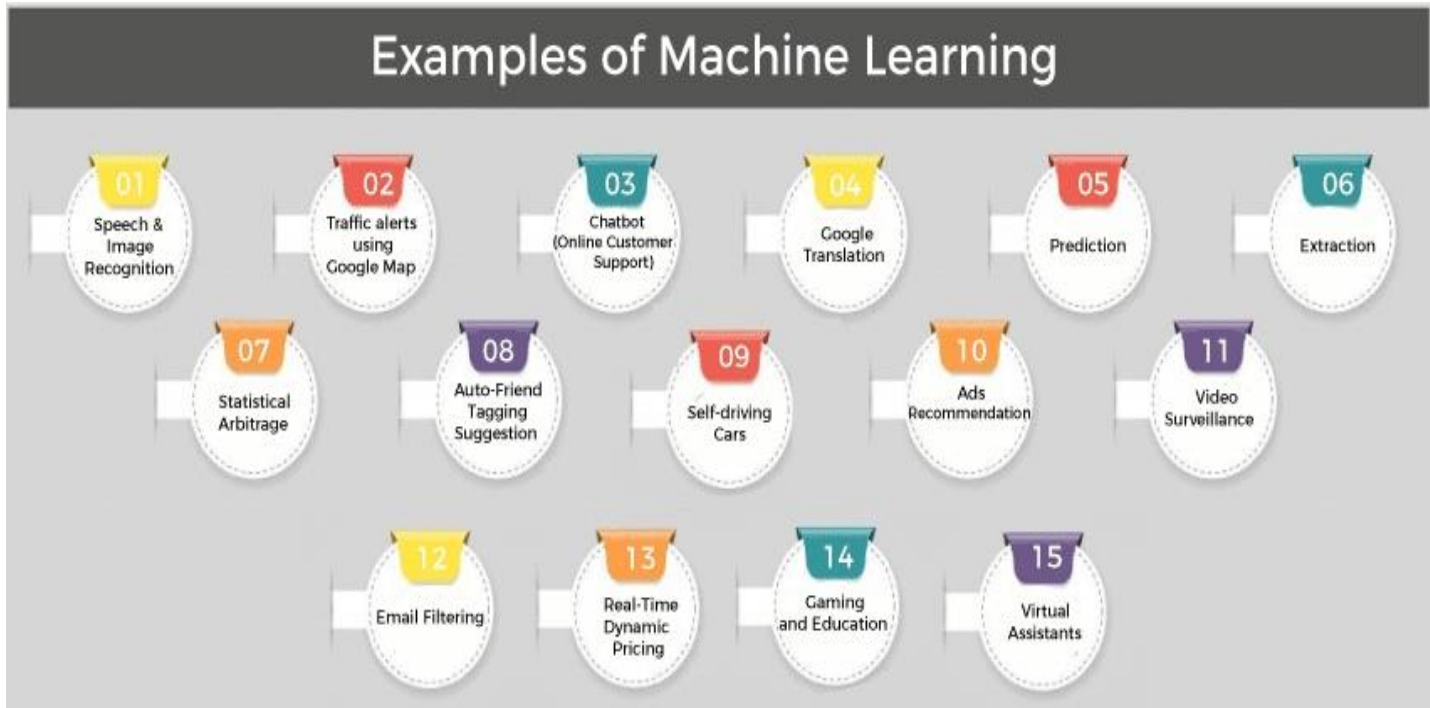 Examples of Machine Learning
01
Speech &
Image
Recognition
02
Traffic alerts
using
Google Map
03
Chatbot
(Online Customer
Support)
04
Google
Translation
05
Prediction
06
Extraction
07
Statistical
Arbitrage
08
Auto-Friend
Tagging
Suggestion
09
Self-driving
Cars
10
Ads
Recommendation
11
Video
Surveillance
12
Email Filtering
13
Real-Time
Dynamic
Pricing
14
Gaming
and Education
15
Virtual
Assistants